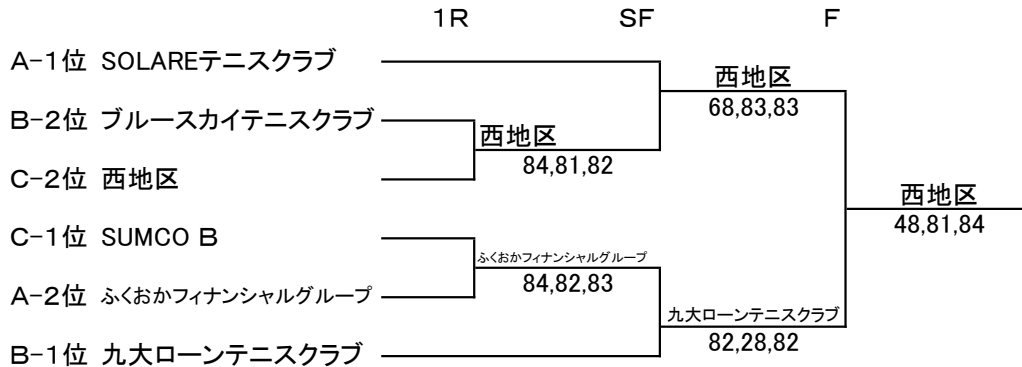 1R SF F
A-1位 SOLAREテニスクラブ
西地区
68,83,83
B-2位 ブルースカイテニスクラブ
西地区
84,81,82
C-2位 西地区
西地区
48,81,84
C-1位 SUMCO B
ふくおかフィナンシャルグループ
84,82,83
A-2位 ふくおかフィナンシャルグループ
九大ローンテニスクラブ
82,28,82
B-1位 九大ローンテニスクラブ